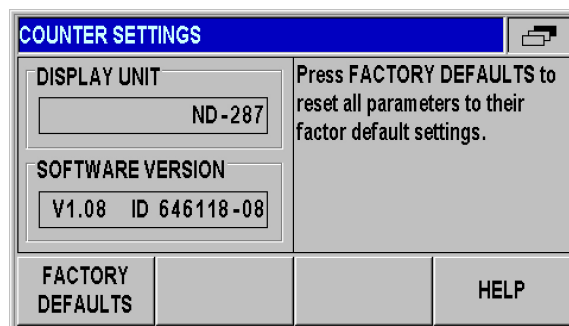 COUNTER SETTINGS
DISPLAY UNIT
ND-287
SOFTWARE VERSION
V1.08 ID 646118-08
Press FACTORY DEFAULTS to
reset all parameters to their
factor default settings.
FACTORY
DEFAULTS
HELP